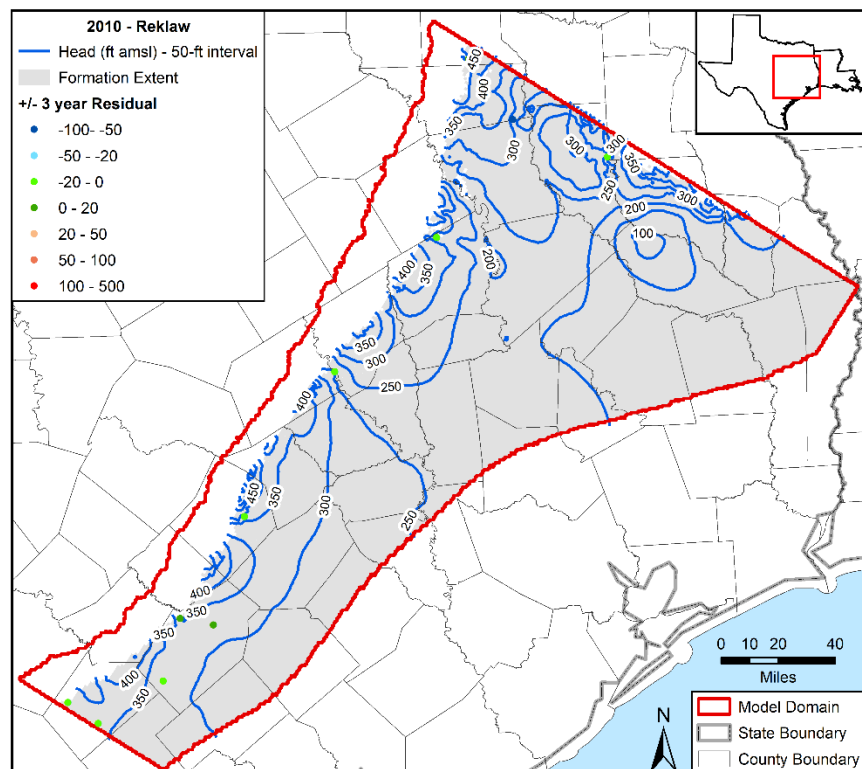 2010 - Reklaw
Head (ft amsl) - 50-ft interval
Formation Extent
+/- 3 year Residual
-100- -50
-50 - -20
-20 - 0
0 - 20
20 - 50
50 - 100
100 - 500
450
400
350
300
300
300
350
250
300
200
100
200
400
350
350
300
250
400
450
350
300
250
400
350
350
400
350
0 10 20 40
Miles
N
Model Domain
State Boundary
County Boundary